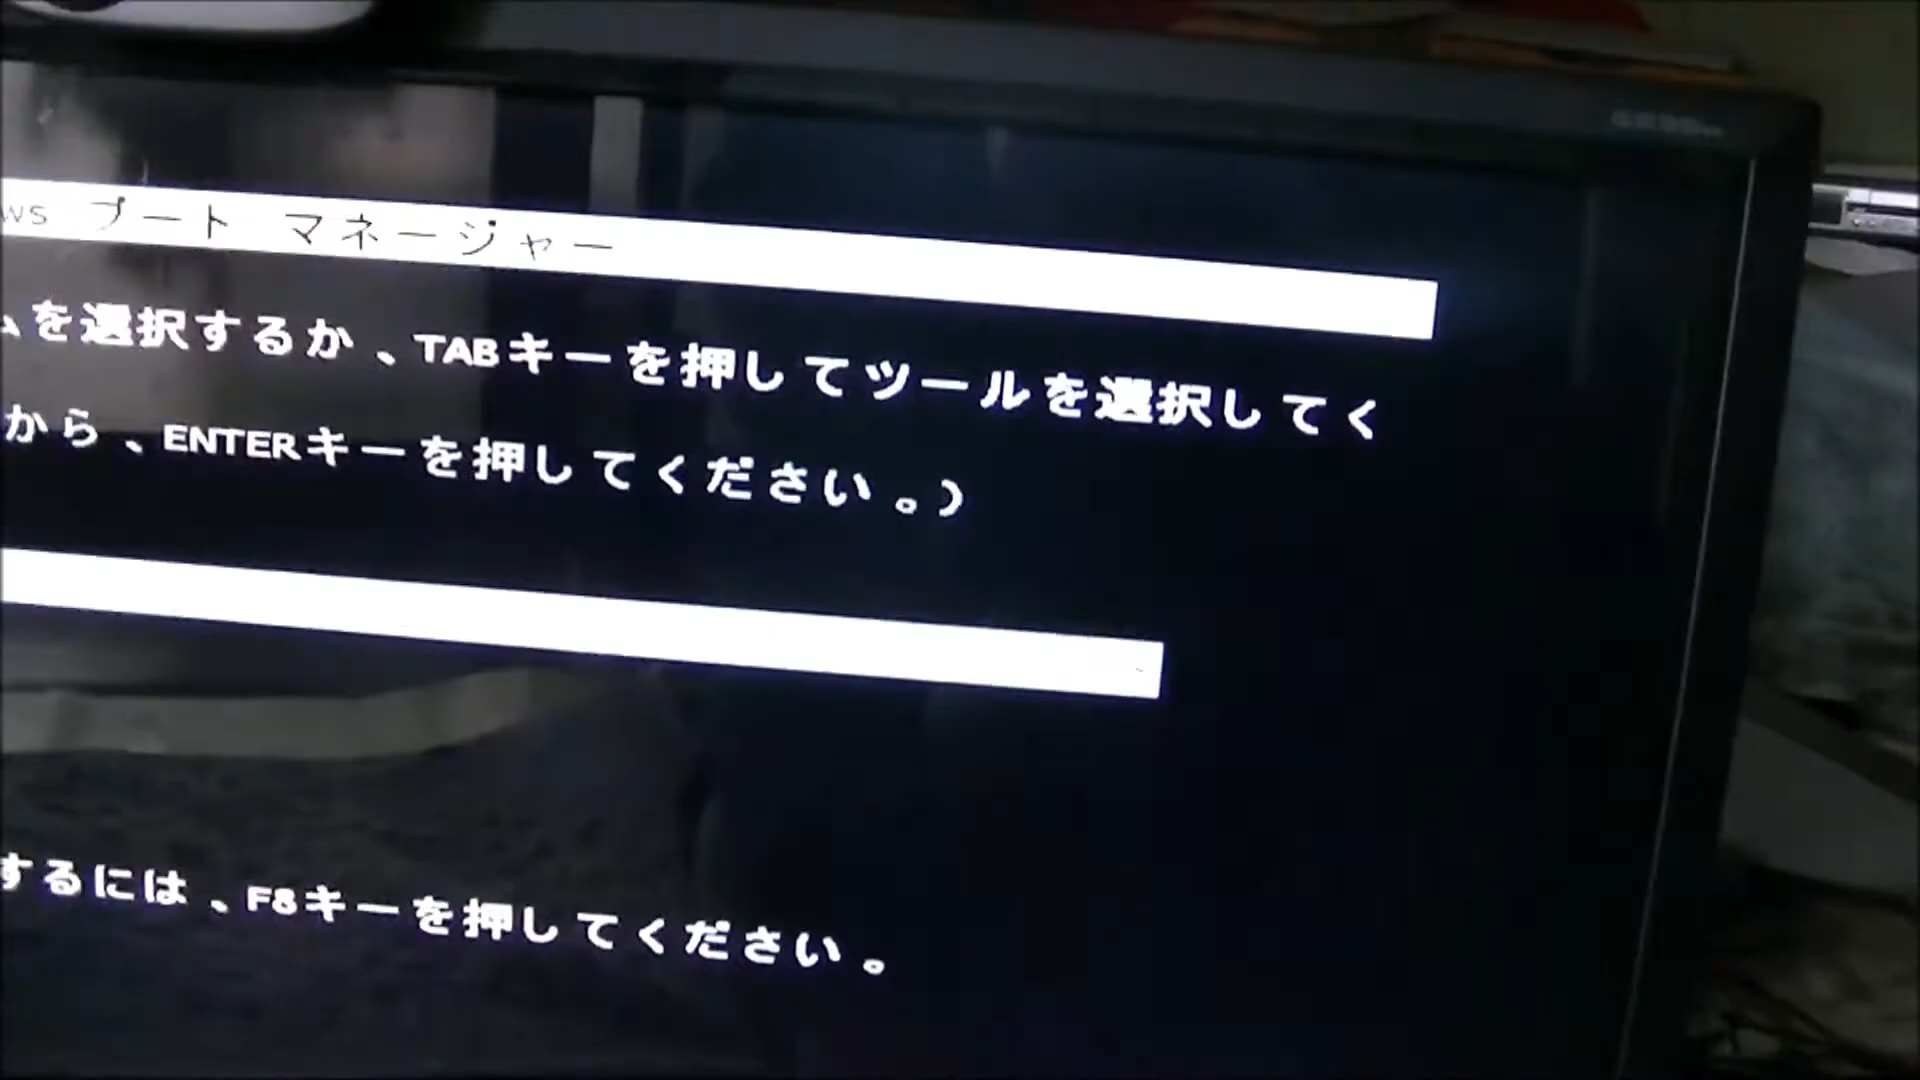 ws ブート マネージャー
ムを選択するか、TABキーを押してツールを選択してく
から、ENTERキーを押してください。)
するには、F8キーを押してください。